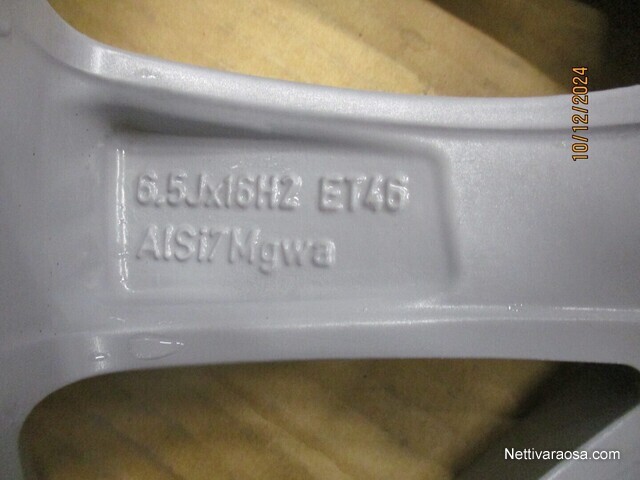 10/12/2024
6.5Jx16H2 ET46
AlSi7Mgwa
Nettivaraosa.com